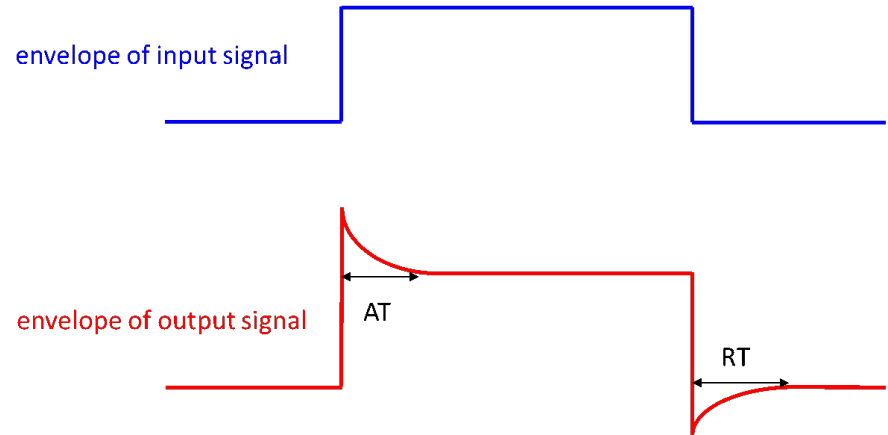 envelope of input signal
AT
envelope of output signal
RT